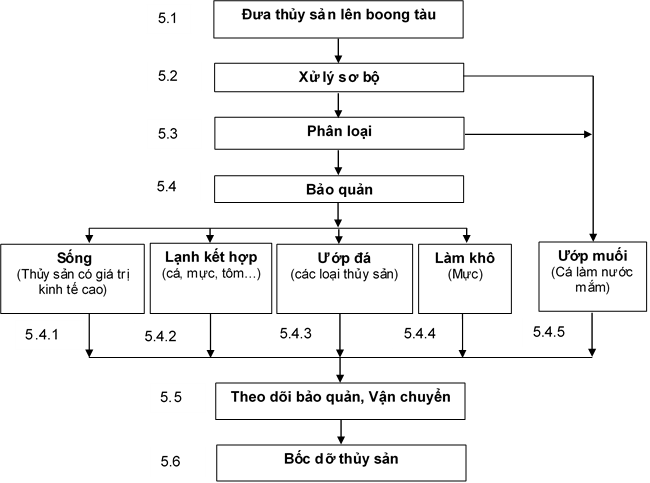 5.1 Đưa thủy sản lên boong tàu
5.2 Xử lý sơ bộ
5.3 Phân loại
5.4 Bảo quản
Sống
(Thủy sản có giá trị
kinh tế cao)
Lạnh kết hợp
(cá, mực, tôm...)
Ướp đá
(các loại thủy sản)
Làm khô
(Mực)
Ướp muối
(Cá làm nước
mắm)
5.4.1 5.4.2 5.4.3 5.4.4 5.4.5
5.5 Theo dõi bảo quản, Vận chuyển
5.6 Bốc dỡ thủy sản